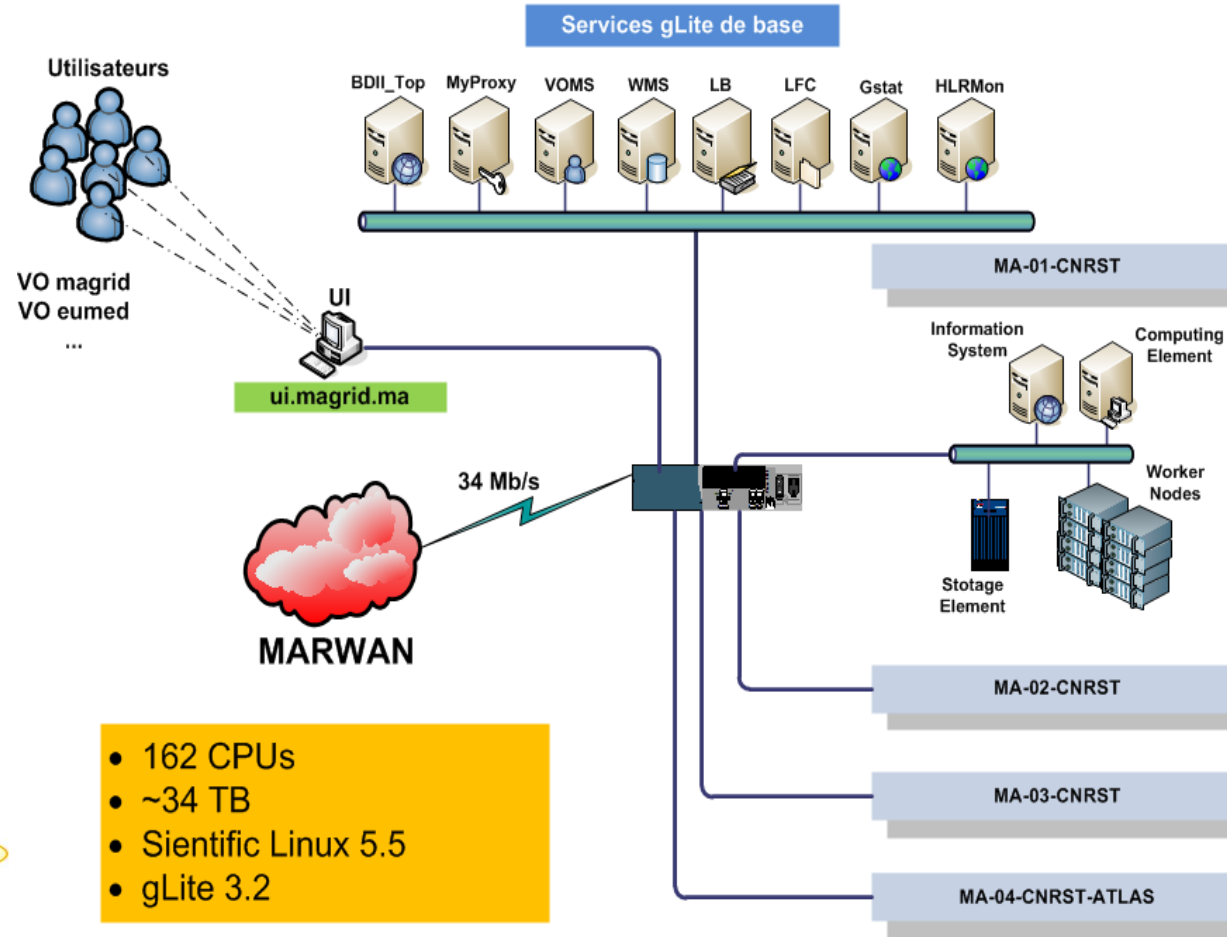 Services gLite de base
Utilisateurs
BDII_Top MyProxy VOMS WMS LB LFC Gstat HLRMon
VO magrid
VO eumed
...
UI
ui.magrid.ma
MA-01-CNRST
Information
System
Computing
Element
34 Mb/s
Worker
Nodes
Stotage
Element
MARWAN
MA-02-CNRST
• 162 CPUs
• ~34 TB
• Sientific Linux 5.5
• gLite 3.2
MA-03-CNRST
MA-04-CNRST-ATLAS